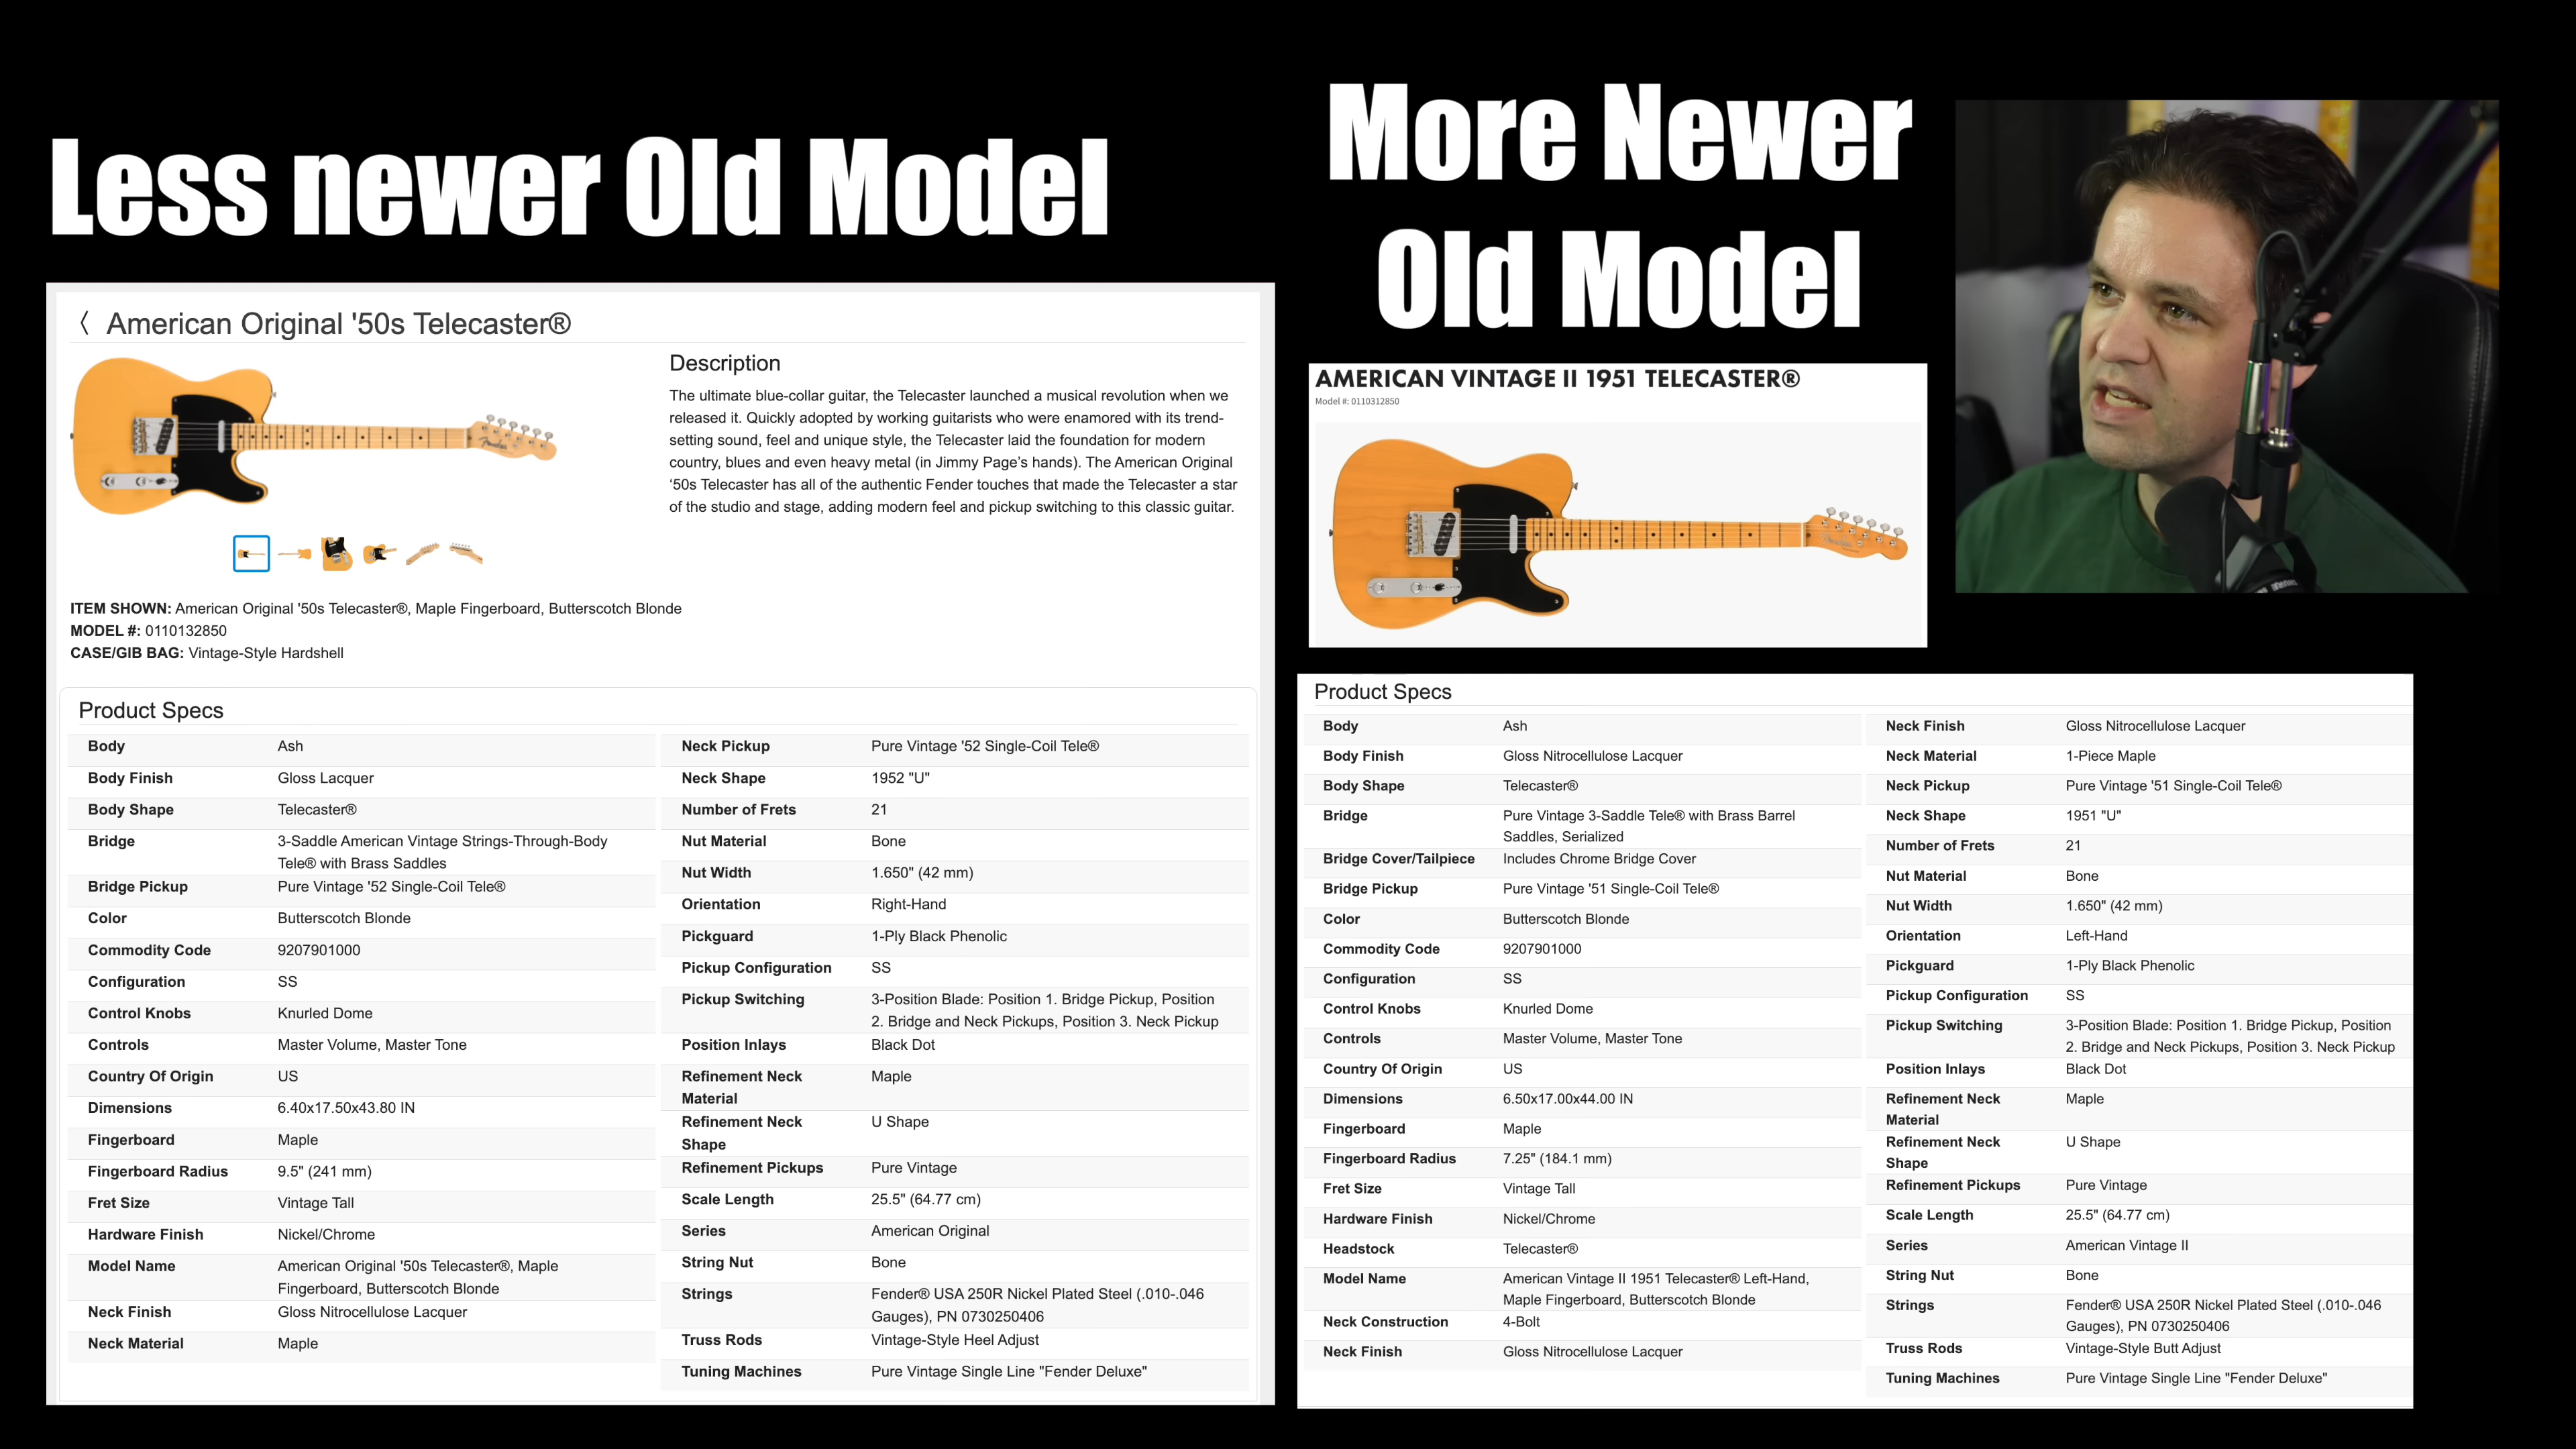 Less newer Old Model
〈 American Original '50s Telecaster®
Description
The ultimate blue-collar guitar, the Telecaster launched a musical revolution when we
released it. Quickly adopted by working guitarists who were enamored with its trend-
setting sound, feel and unique style, the Telecaster laid the foundation for modern
country, blues and even heavy metal (in Jimmy Page's hands). The American Original
'50s Telecaster has all of the authentic Fender touches that made the Telecaster a star
of the studio and stage, adding modern feel and pickup switching to this classic guitar.
ITEM SHOWN: American Original '50s Telecaster®, Maple Fingerboard, Butterscotch Blonde
MODEL #: 0110132850
CASE/GIB BAG: Vintage-Style Hardshell
Product Specs
Body Ash
Body Finish Gloss Lacquer
Body Shape Telecaster®
Bridge 3-Saddle American Vintage Strings-Through-Body
Tele® with Brass Saddles
Bridge Pickup Pure Vintage '52 Single-Coil Tele®
Color Butterscotch Blonde
Commodity Code 9207901000
Configuration SS
Control Knobs Knurled Dome
Controls Master Volume, Master Tone
Country Of Origin US
Dimensions 6.40x17.50x43.80 IN
Fingerboard Maple
Fingerboard Radius 9.5" (241 mm)
Fret Size Vintage Tall
Hardware Finish Nickel/Chrome
Model Name American Original '50s Telecaster®, Maple
Fingerboard, Butterscotch Blonde
Neck Finish Gloss Nitrocellulose Lacquer
Neck Material Maple
Neck Pickup Pure Vintage '52 Single-Coil Tele®
Neck Shape 1952 "U"
Number of Frets 21
Nut Material Bone
Nut Width 1.650" (42 mm)
Orientation Right-Hand
Pickguard 1-Ply Black Phenolic
Pickup Configuration SS
Pickup Switching 3-Position Blade: Position 1. Bridge Pickup, Position
2. Bridge and Neck Pickups, Position 3. Neck Pickup
Position Inlays Black Dot
Refinement Neck Maple
Material
Refinement Neck U Shape
Shape
Refinement Pickups Pure Vintage
Scale Length 25.5" (64.77 cm)
Series American Original
String Nut Bone
Strings Fender® USA 250R Nickel Plated Steel (.010-.046
Gauges), PN 0730250406
Truss Rods Vintage-Style Heel Adjust
Tuning Machines Pure Vintage Single Line "Fender Deluxe"
More Newer
Old Model
AMERICAN VINTAGE II 1951 TELECASTER®
Model #: 0110312850
Product Specs
Body Ash
Body Finish Gloss Nitrocellulose Lacquer
Body Shape Telecaster®
Bridge Pure Vintage 3-Saddle Tele® with Brass Barrel
Saddles, Serialized
Bridge Cover/Tailpiece Includes Chrome Bridge Cover
Bridge Pickup Pure Vintage '51 Single-Coil Tele®
Color Butterscotch Blonde
Commodity Code 9207901000
Configuration SS
Control Knobs Knurled Dome
Controls Master Volume, Master Tone
Country Of Origin US
Dimensions 6.50x17.00x44.00 IN
Fingerboard Maple
Fingerboard Radius 7.25" (184.1 mm)
Fret Size Vintage Tall
Hardware Finish Nickel/Chrome
Headstock Telecaster®
Model Name American Vintage II 1951 Telecaster® Left-Hand,
Maple Fingerboard, Butterscotch Blonde
Neck Construction 4-Bolt
Neck Finish Gloss Nitrocellulose Lacquer
Neck Finish Gloss Nitrocellulose Lacquer
Neck Material 1-Piece Maple
Neck Pickup Pure Vintage '51 Single-Coil Tele®
Neck Shape 1951 "U"
Number of Frets 21
Nut Material Bone
Nut Width 1.650" (42 mm)
Orientation Left-Hand
Pickguard 1-Ply Black Phenolic
Pickup Configuration SS
Pickup Switching 3-Position Blade: Position 1. Bridge Pickup, Position
2. Bridge and Neck Pickups, Position 3. Neck Pickup
Position Inlays Black Dot
Refinement Neck Maple
Material
Refinement Neck U Shape
Shape
Refinement Pickups Pure Vintage
Scale Length 25.5" (64.77 cm)
Series American Vintage II
String Nut Bone
Strings Fender® USA 250R Nickel Plated Steel (.010-.046
Gauges), PN 0730250406
Truss Rods Vintage-Style Butt Adjust
Tuning Machines Pure Vintage Single Line "Fender Deluxe"